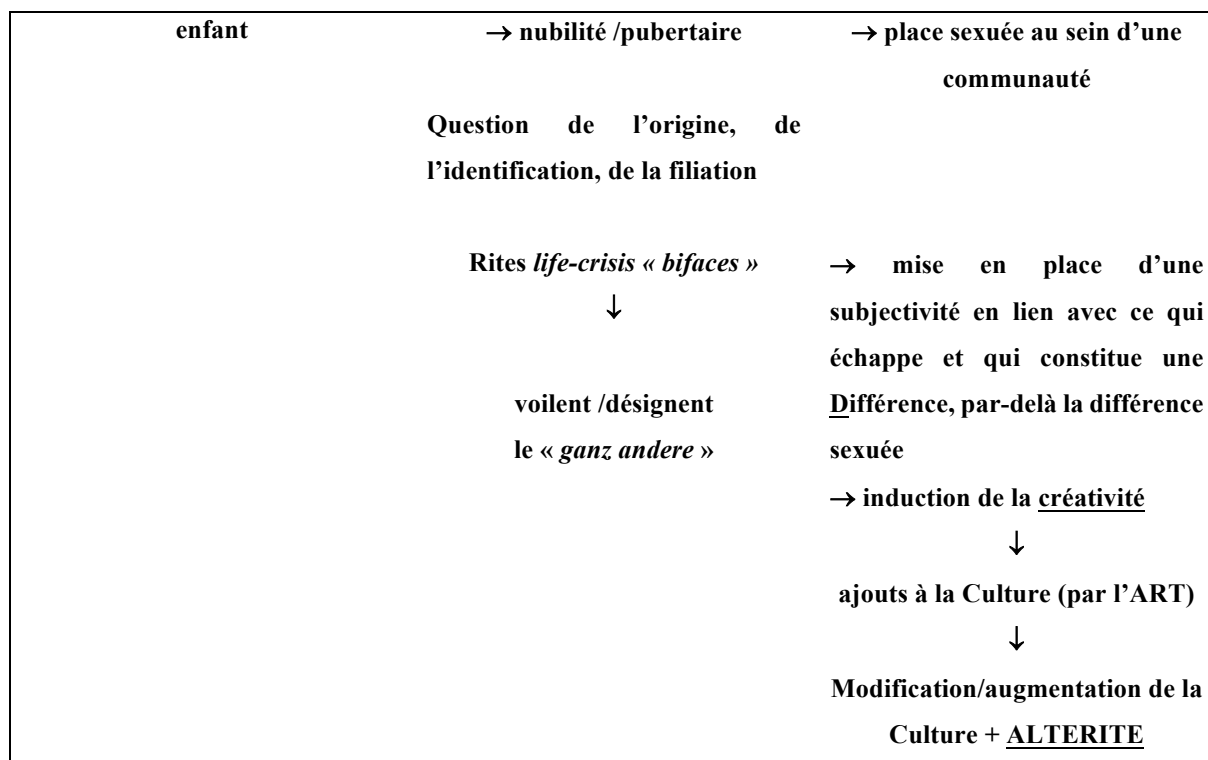 enfant → nubilité /pubertaire → place sexuée au sein d’une
communauté
Question de l’origine, de
l’identification, de la filiation
Rites life-crisis « bifaces »
↓
voilent /désignent
le « ganz andere »
→ mise en place d’une
subjectivité en lien avec ce qui
échappe et qui constitue une
Différence, par-delà la différence
sexuée
→ induction de la créativité
↓
ajouts à la Culture (par l’ART)
↓
Modification/augmentation de la
Culture + ALTERITE